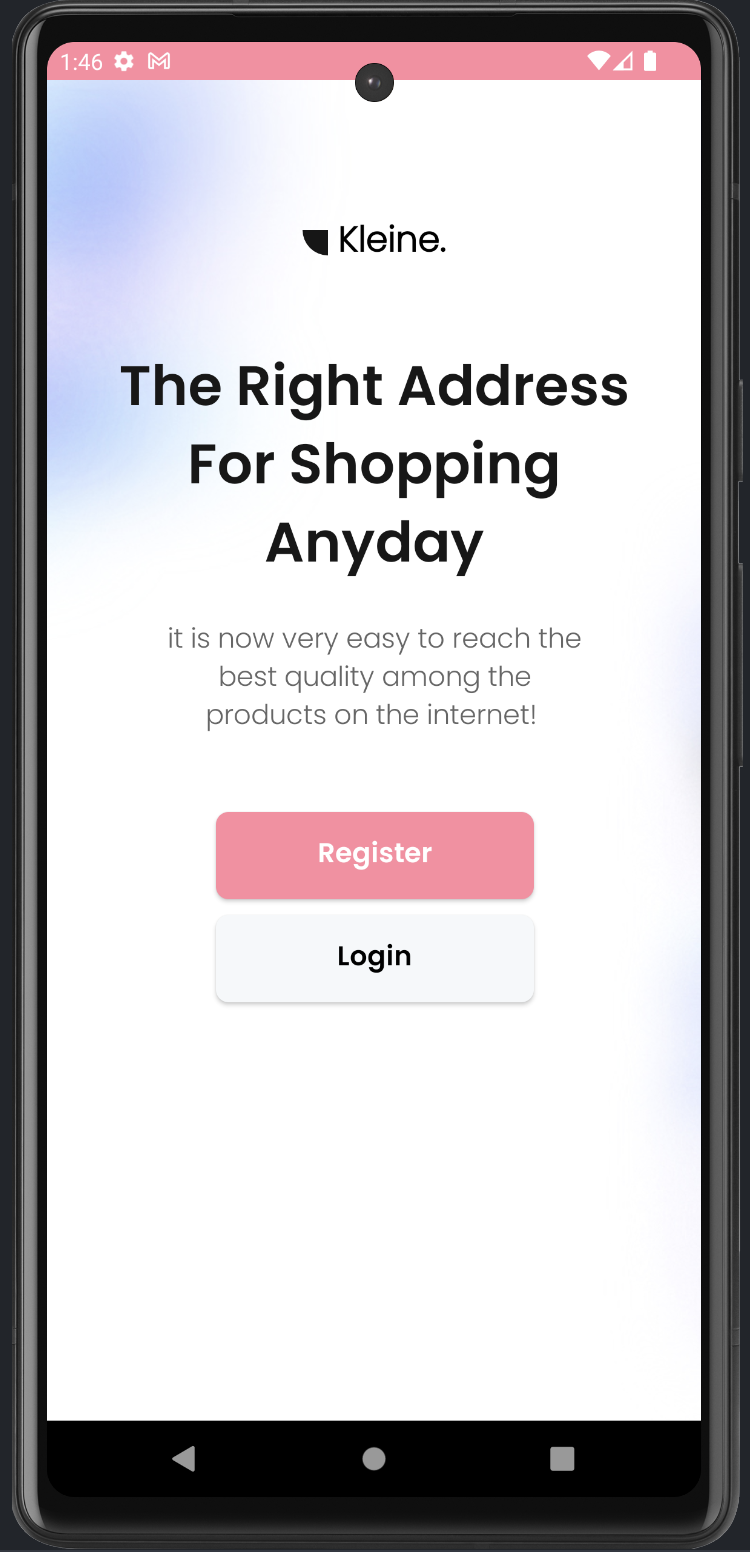 1:46
Kleine.
The Right Address
For Shopping
Anyday
it is now very easy to reach the
best quality among the
products on the internet!
Register
Login